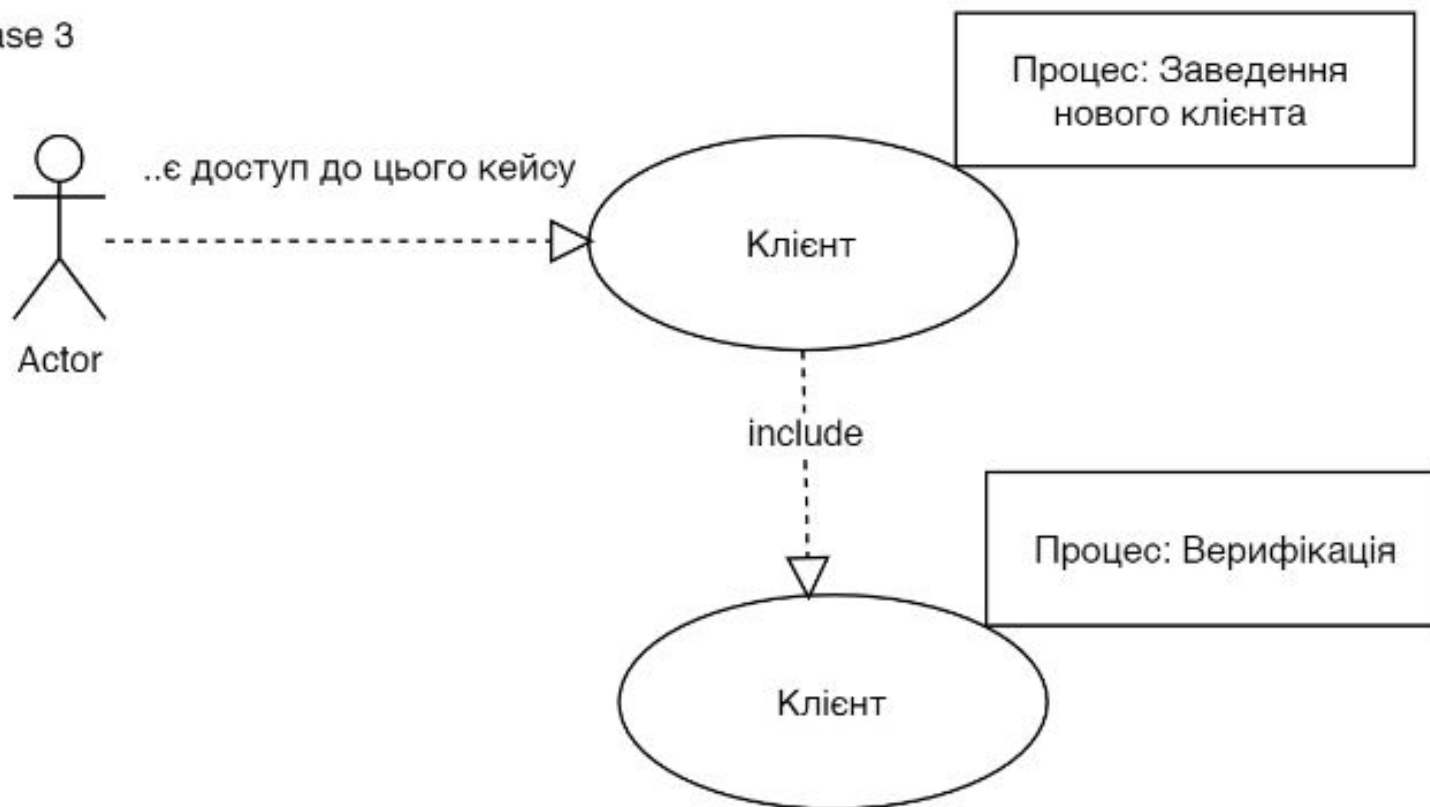 ase 3
Процес: Заведення
нового клієнта
..є доступ до цього кейсу
Клієнт
Actor
include
Процес: Верифікація
Клієнт